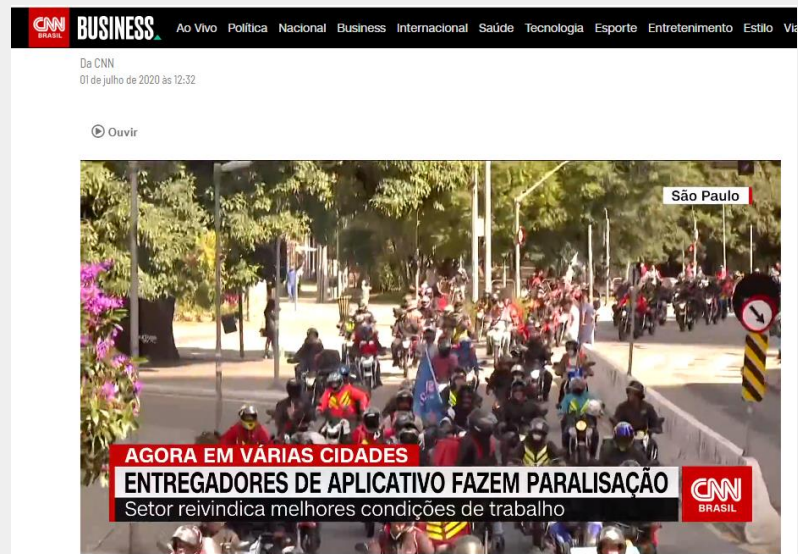 CNN BRASIL BUSINESS Ao Vivo Política Nacional Business Internacional Saúde Tecnologia Esporte Entretenimento Estilo
Da CNN
01 de julho de 2020 às 12:32
Ouvir
São Paulo
AGORA EM VÁRIAS CIDADES
ENTREGADORES DE APLICATIVO FAZEM PARALISAÇÃO
Setor reivindica melhores condições de trabalho
CNN
BRASIL